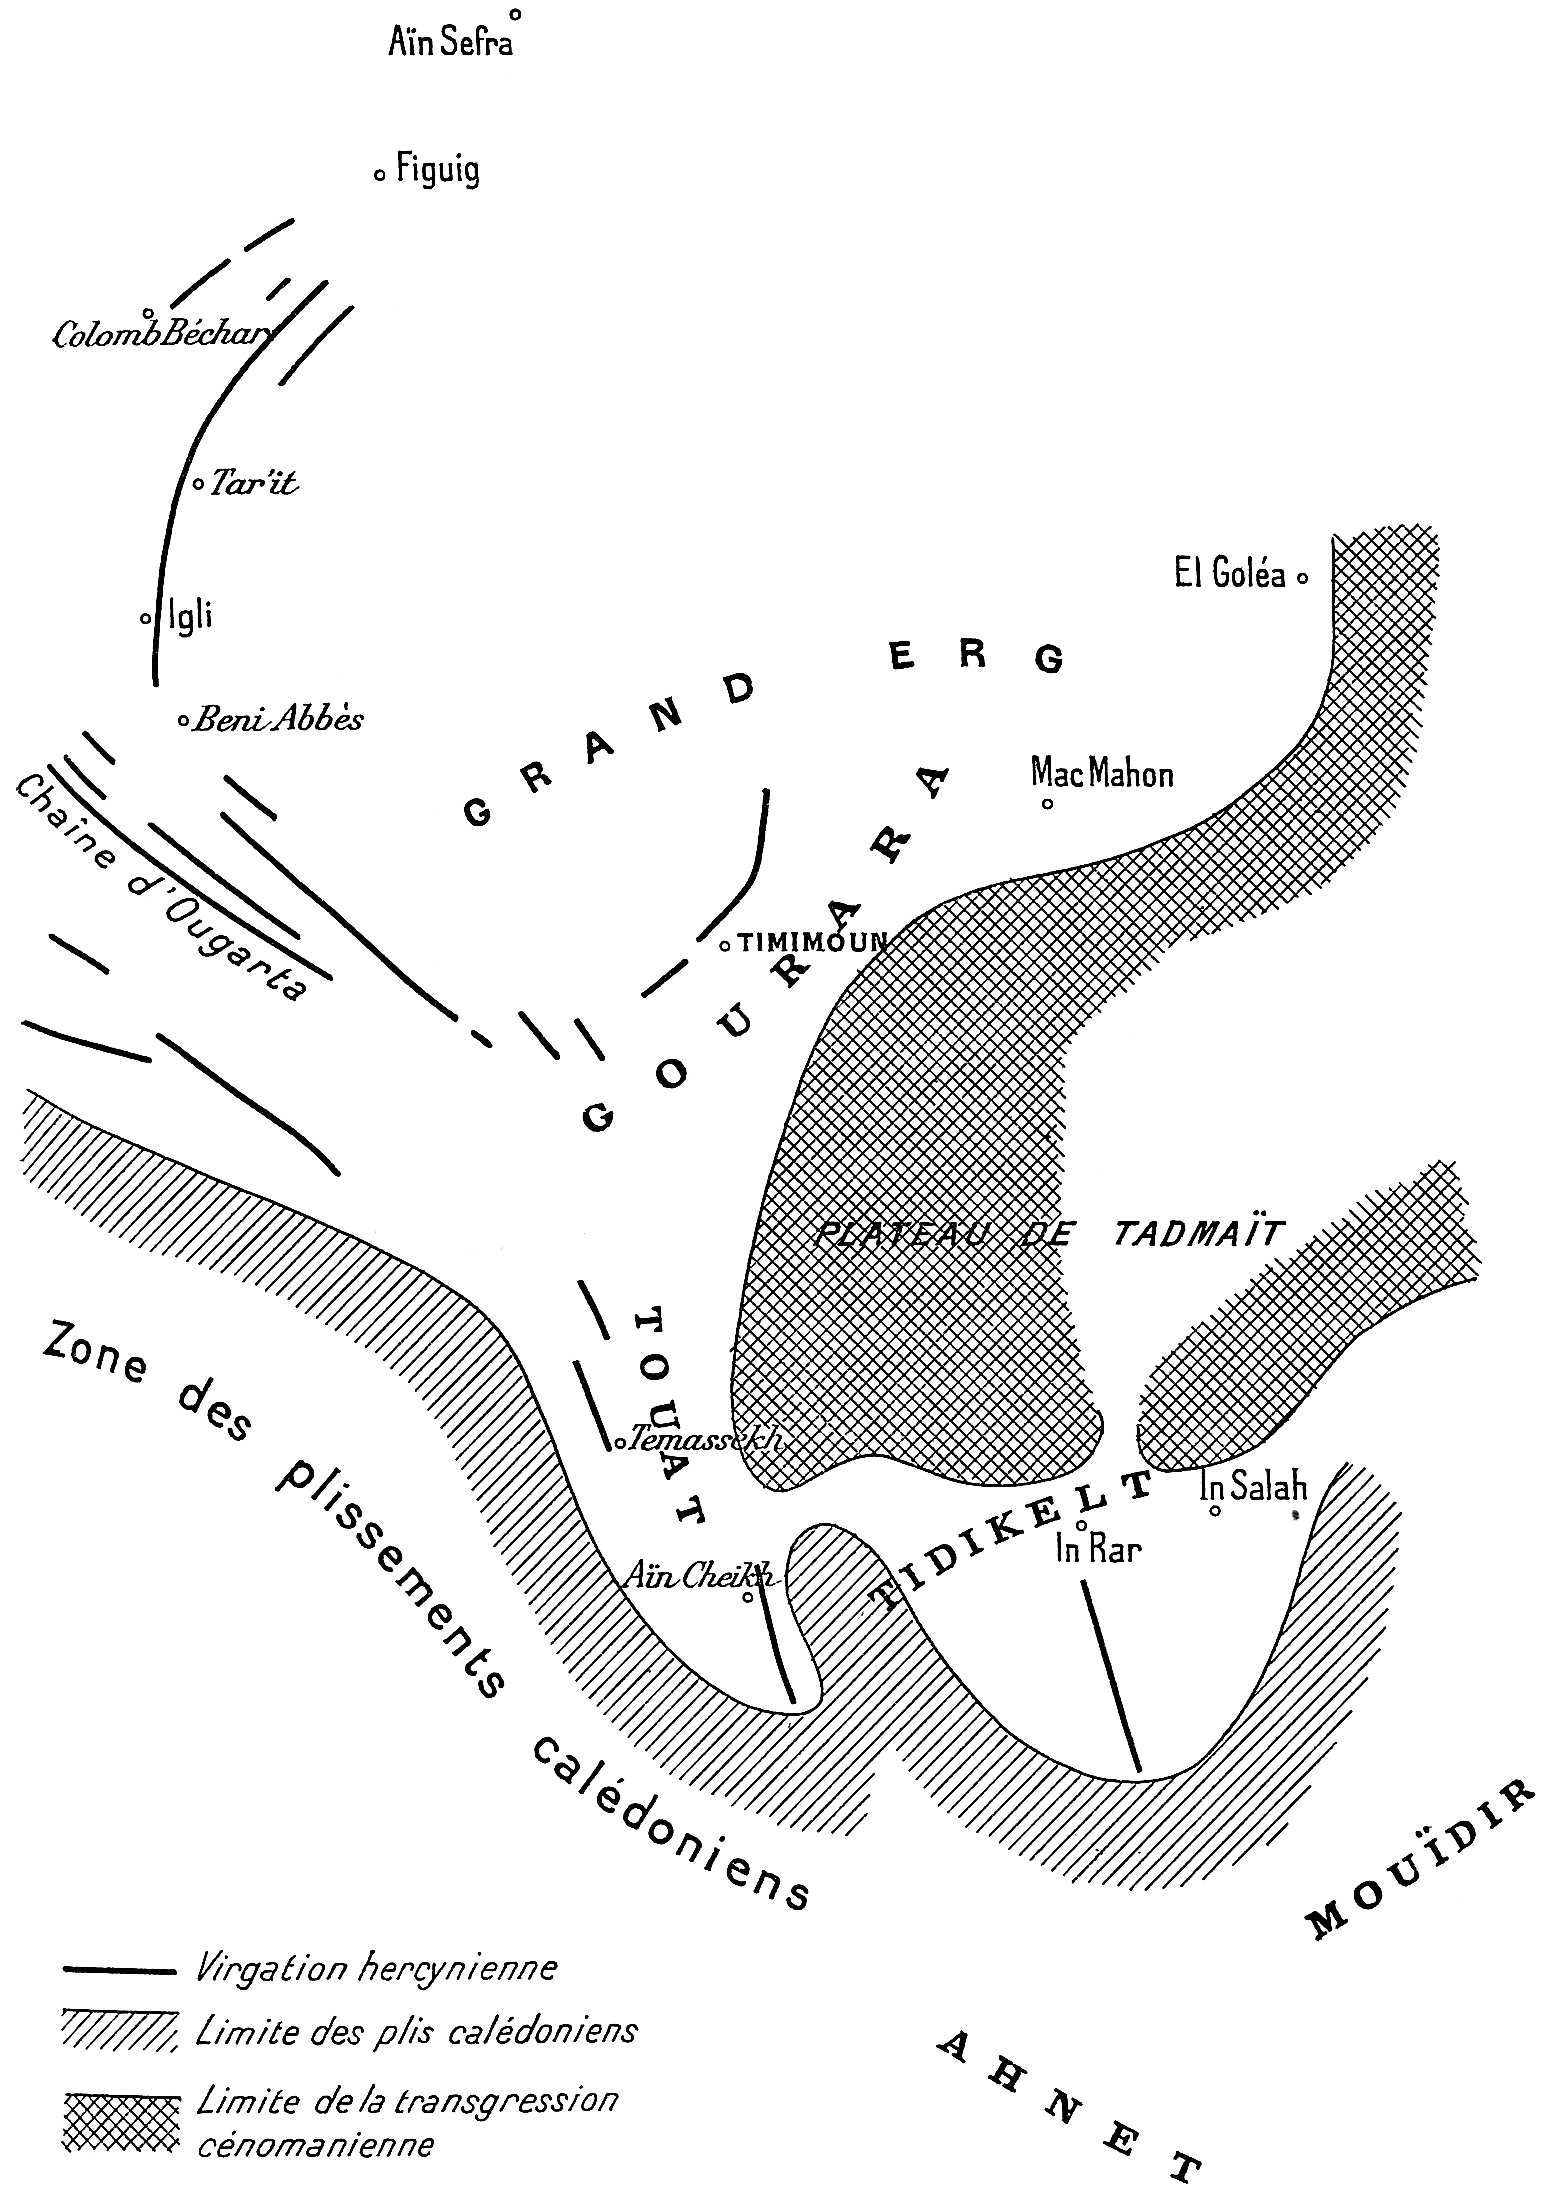 Aïn Sefra
Figuig
Colomb Béchar
Tar'it
El Goléa
Igli
GRAND ERG
Beni Abbès
Mac Mahon
Chaîne d'Ougarta
TIMIMOUN
GOURARA
PLATEAU DE TADMAÏT
TOUAT
Zone des plissements calédoniens
Temassekh
In Salah
TIDIKELT
In Rar
Aïn Cheikh
MOUÏDIR
AHNET
Virgation hercynienne
Limite des plis calédoniens
Limite de la transgression
cénomanienne